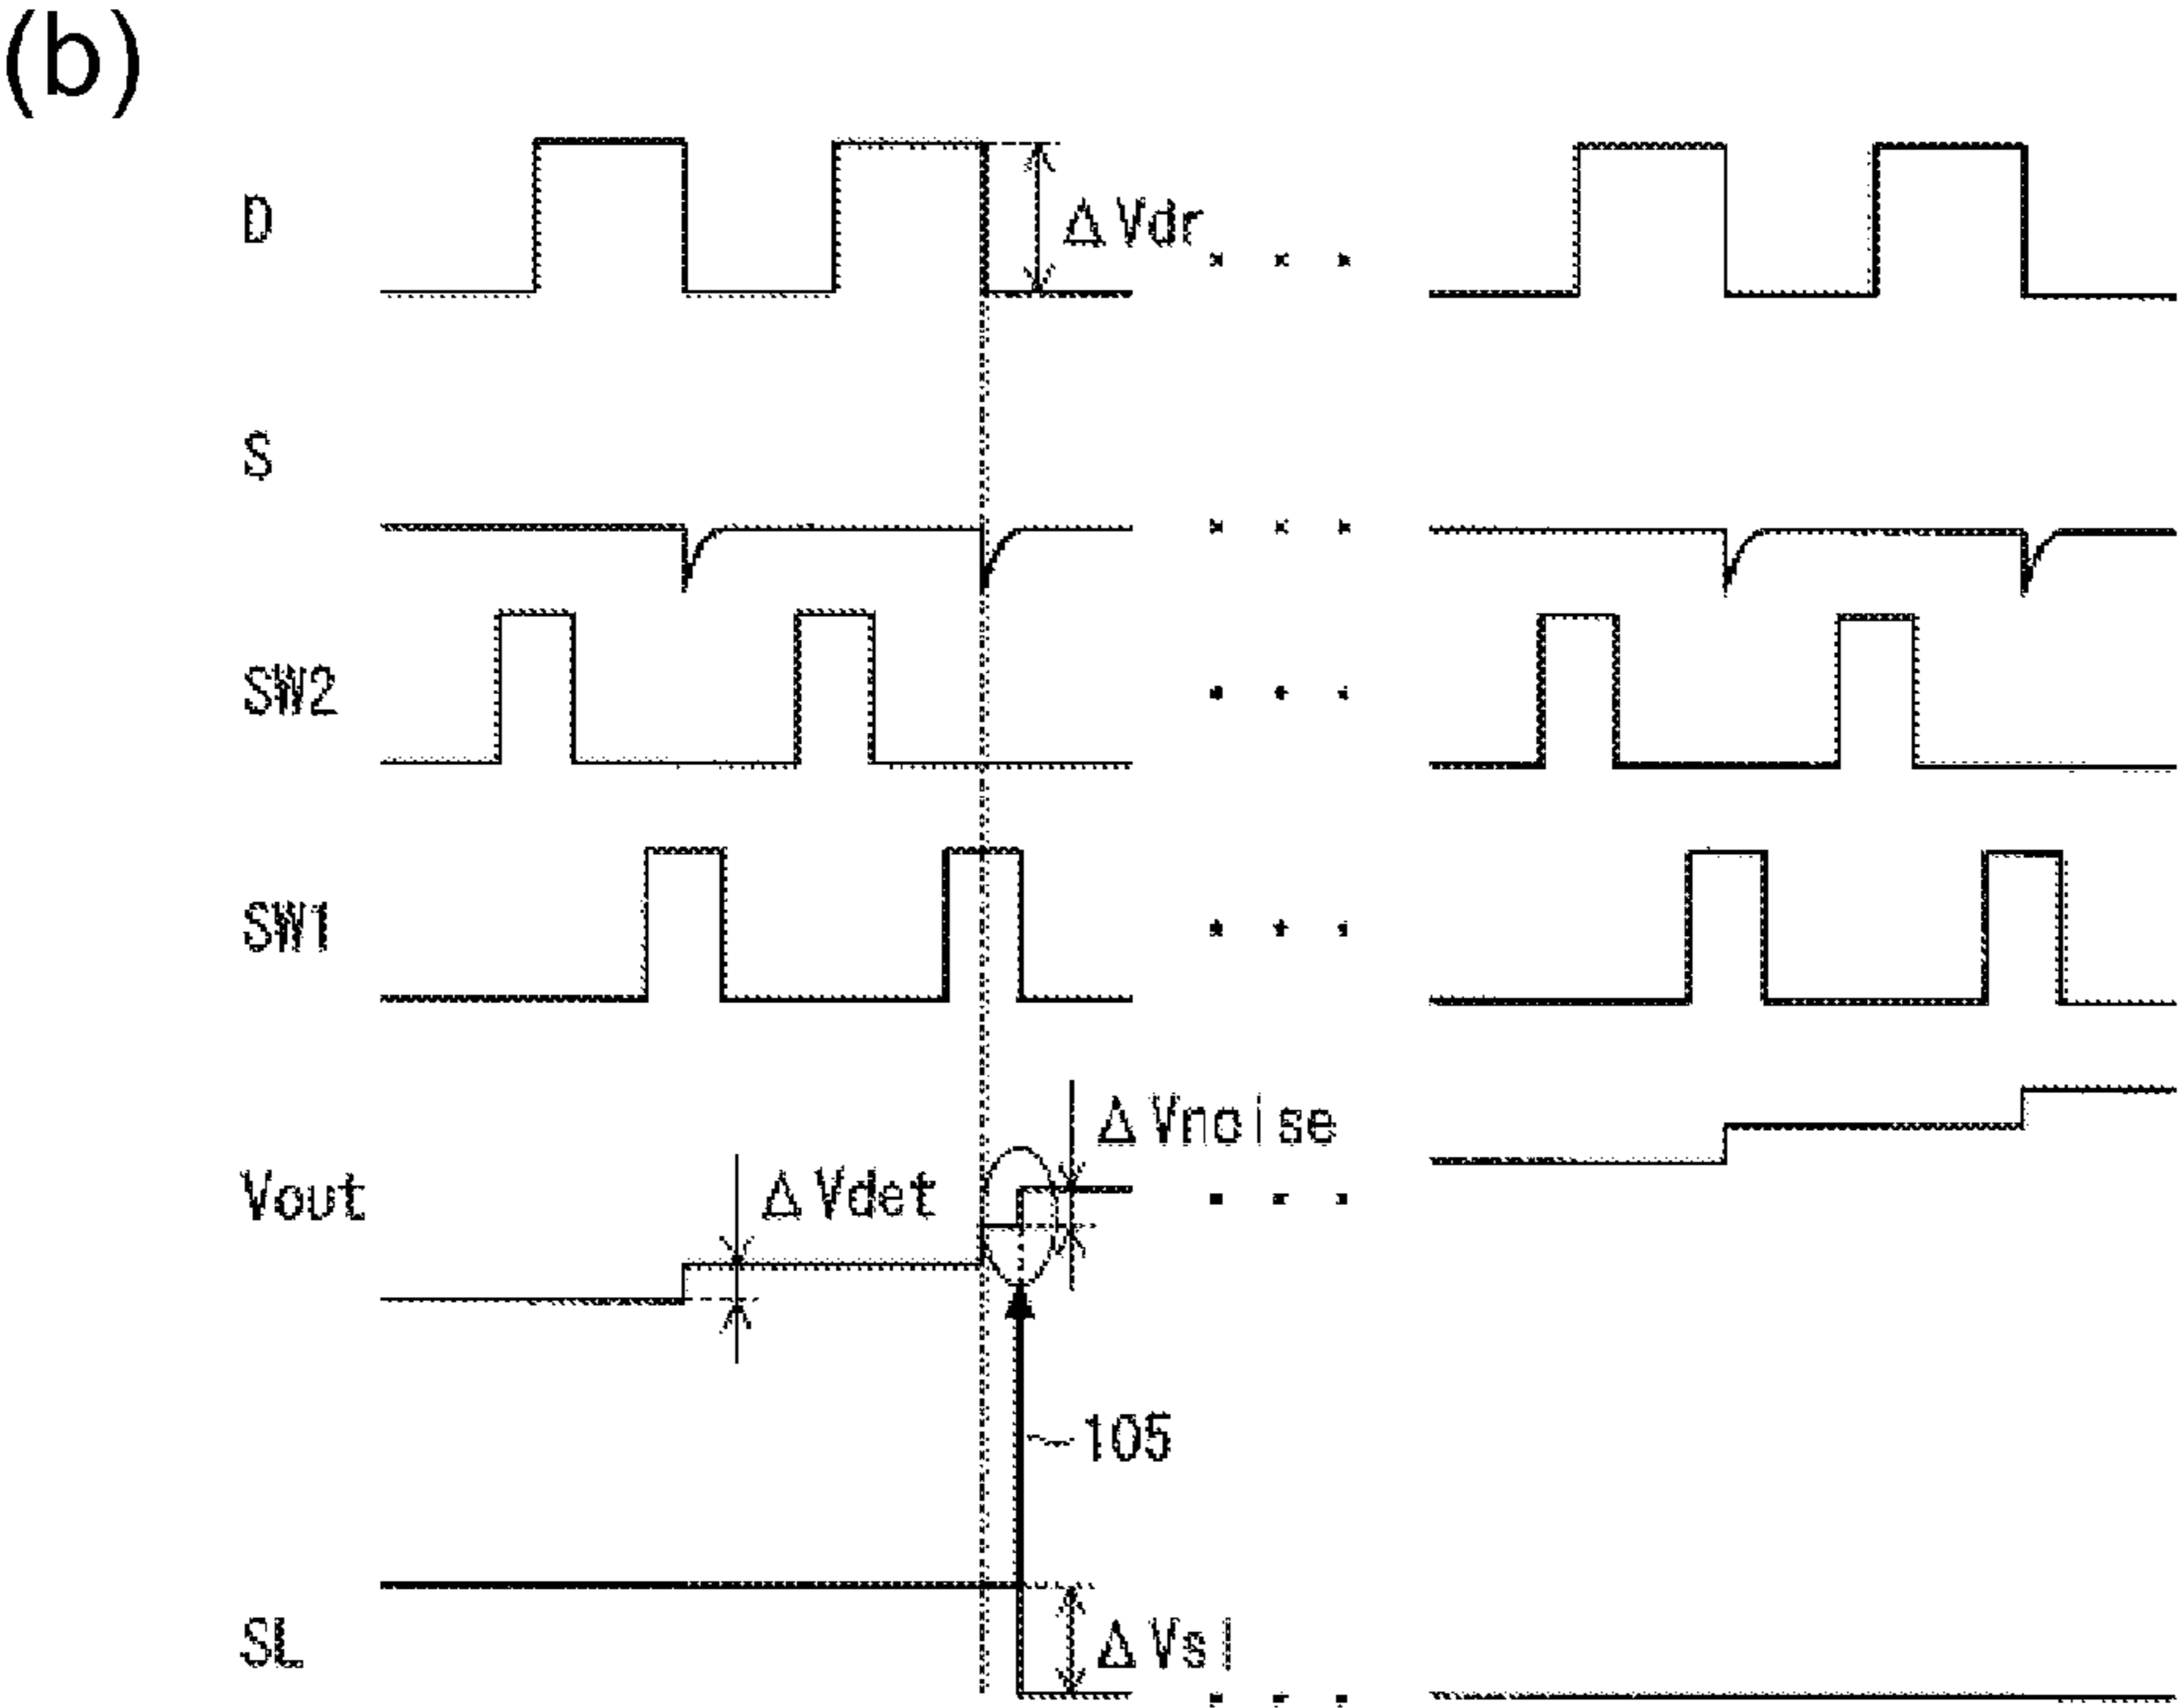 (b)
D
ΔVdr
S
SW2
SW1
ΔVnoise
Vout
ΔVdet
105
SL
ΔVsl